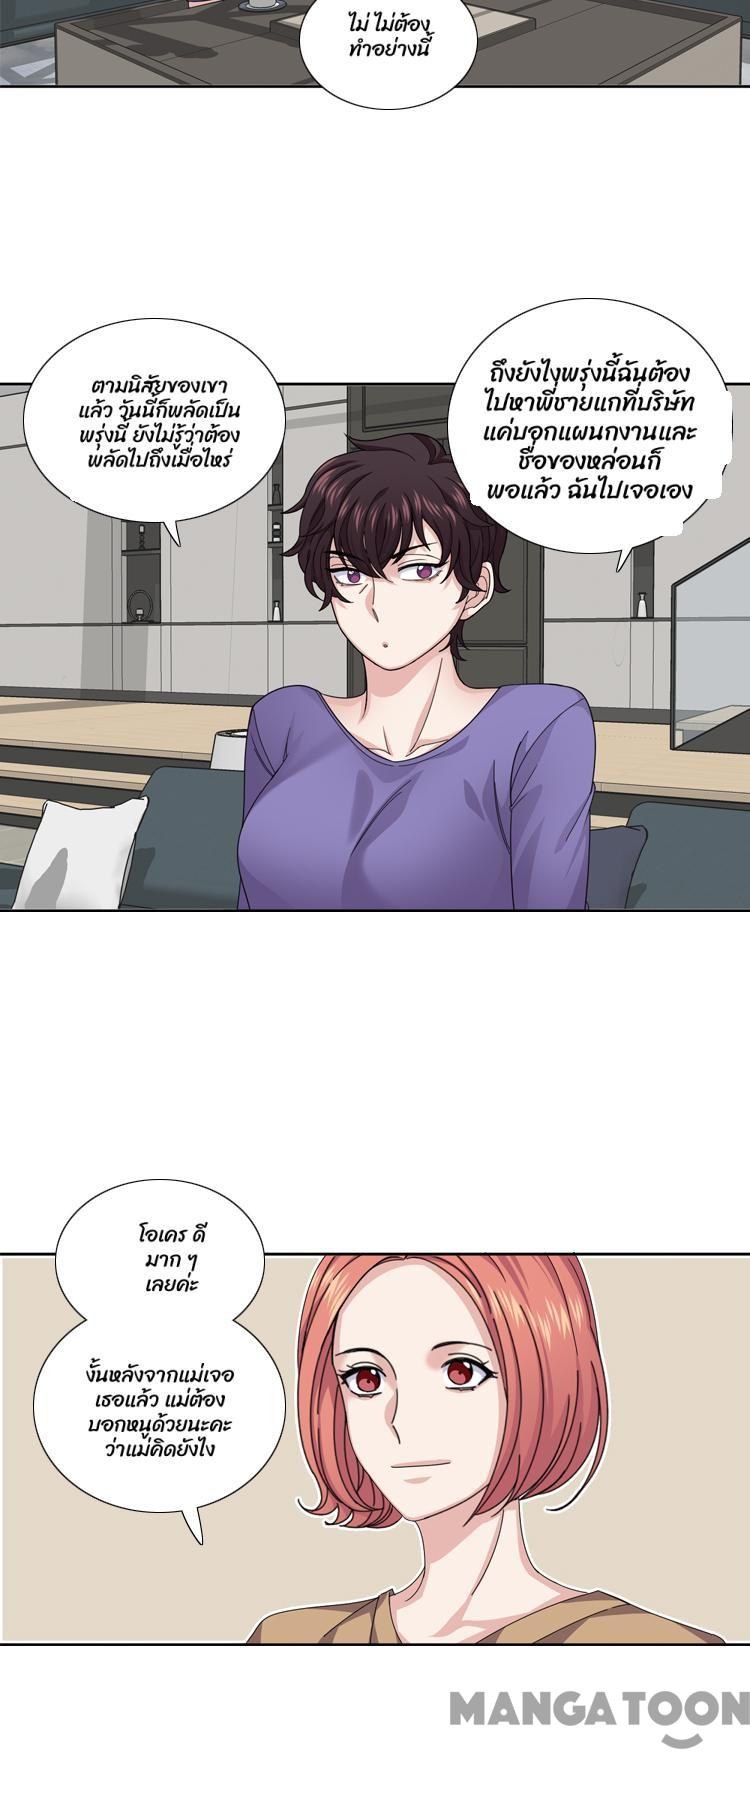 ไม่ ไม่ต้อง
ทำอย่างนี้
ตามนิสัยของเขา
แล้ว วันนี้ก็พลัดเป็น
พรุ่งนี้ ยังไม่รู้ว่าต้อง
พลัดไปถึงเมื่อไหร่
ถึงยังไงพรุ่งนี้ฉันต้อง
ไปหาพี่ชายแกที่บริษัท
แค่บอกแผนกงานและ
ชื่อของหล่อนก็
พอแล้ว ฉันไปเจอเอง
โอเคร ดี
มาก ๆ
เลยค่ะ
งั้นหลังจากแม่เจอ
เธอแล้ว แม่ต้อง
บอกหนูด้วยนะคะ
ว่าแม่คิดยังไง
MANGATOON